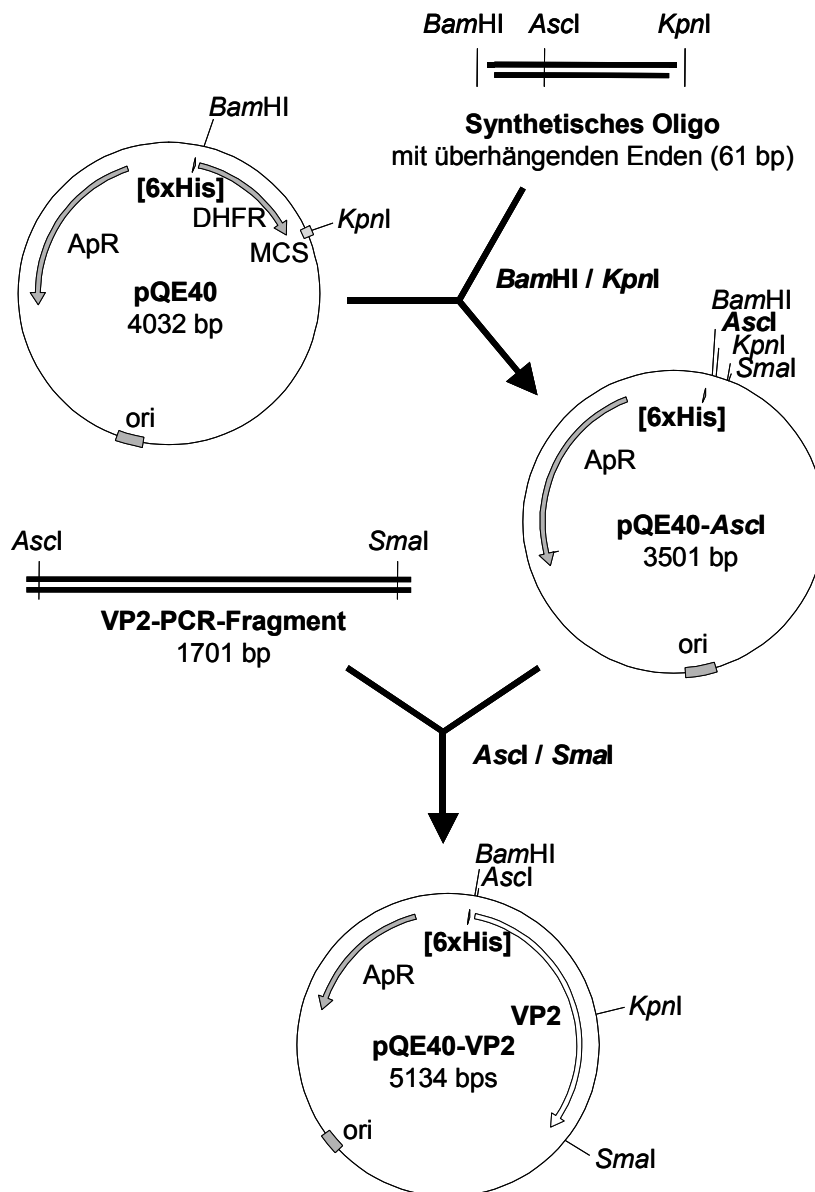 BamHI AscI KpnI
Synthetisches Oligo
mit überhängenden Enden (61 bp)
BamHI
[6xHis]
DHFR
KpnI
MCS
ApR
pQE40
4032 bp
ori
BamHI / KpnI
BamHI
AscI
KpnI
SmaI
[6xHis]
ApR
pQE40-AscI
3501 bp
ori
AscI SmaI
VP2-PCR-Fragment
1701 bp
AscI / SmaI
BamHI
AscI
[6xHis]
ApR
VP2
KpnI
pQE40-VP2
5134 bps
ori
SmaI